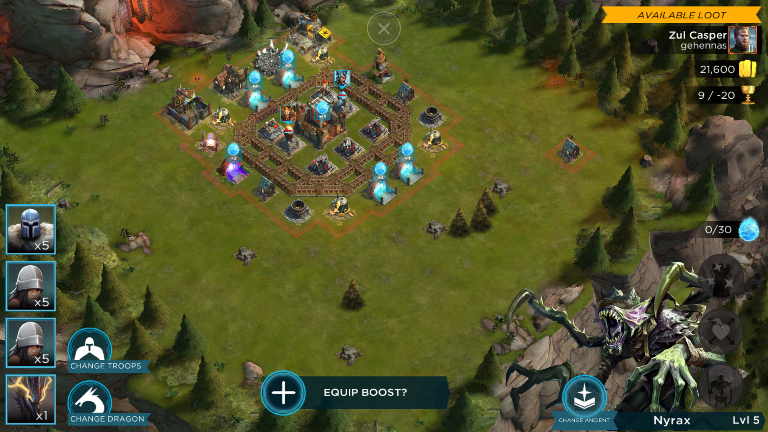 AVAILABLE LOOT
Zul Casper
gehennas
21,600
9 / -20
0/30
x5
x5
x5
x1
CHANGE TROOPS
CHANGE DRAGON
EQUIP BOOST?
CHANGE ANCIENT
Nyrax Lvl 5